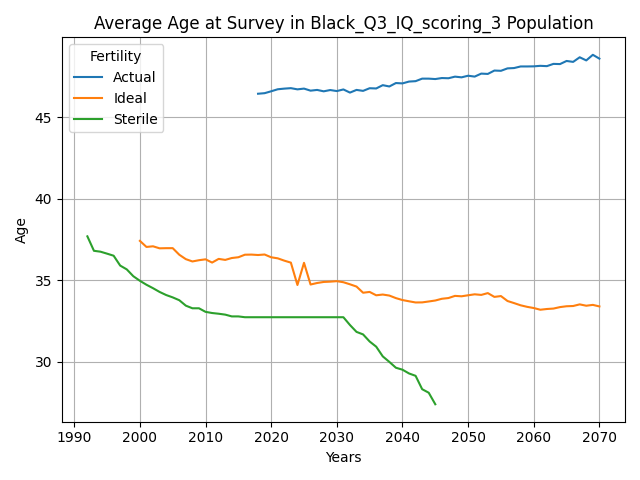 Average Age at Survey in Black_Q3_IQ_scoring_3 Population
Fertility
Actual
Ideal
Sterile
45
40
35
30
Age
1990 2000 2010 2020 2030 2040 2050 2060 2070
Years